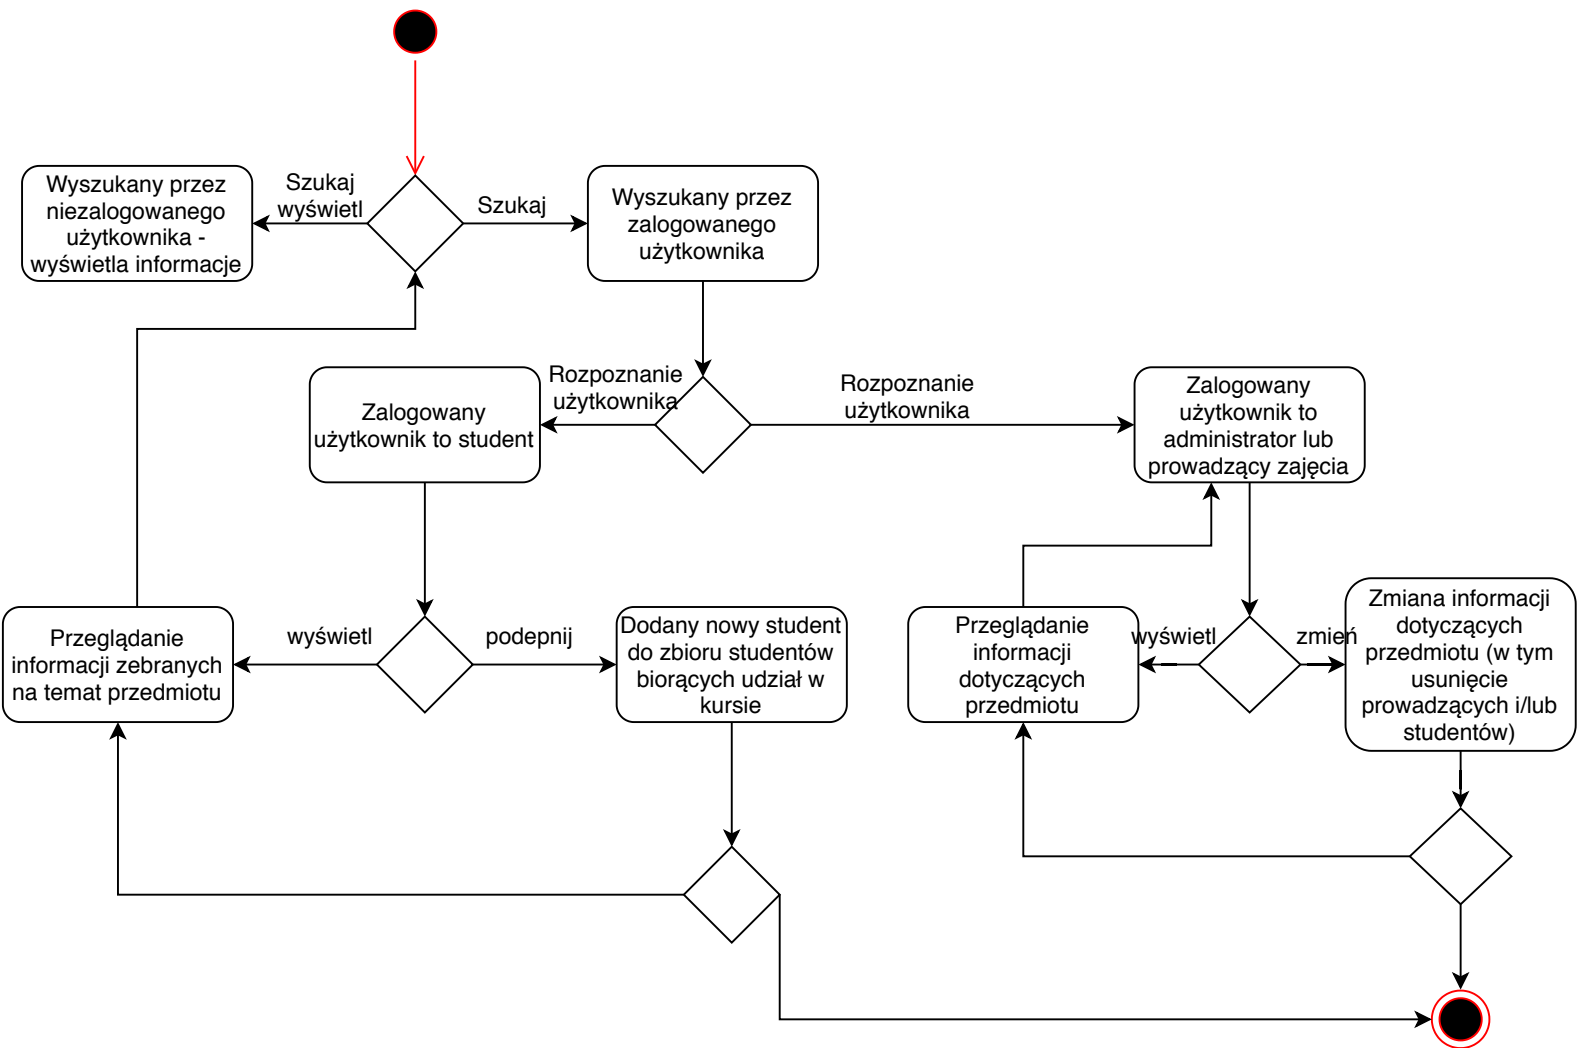 Wyszukany przez
niezalogowanego
użytkownika -
wyświetla informacje
Szukaj
wyświetl
Szukaj
Wyszukany przez
zalogowanego
użytkownika
Zalogowany
użytkownik to student
Rozpoznanie
użytkownika
Rozpoznanie
użytkownika
Zalogowany
użytkownik to
administrator lub
prowadzący zajęcia
Przeglądanie
informacji zebranych
na temat przedmiotu
wyświetl
podepnij
Dodany nowy student
do zbioru studentów
biorących udział w
kursie
Przeglądanie
informacji
dotyczących
przedmiotu
wyświetl
zmień
Zmiana informacji
dotyczących
przedmiotu (w tym
usunięcie
prowadzących i/lub
studentów)